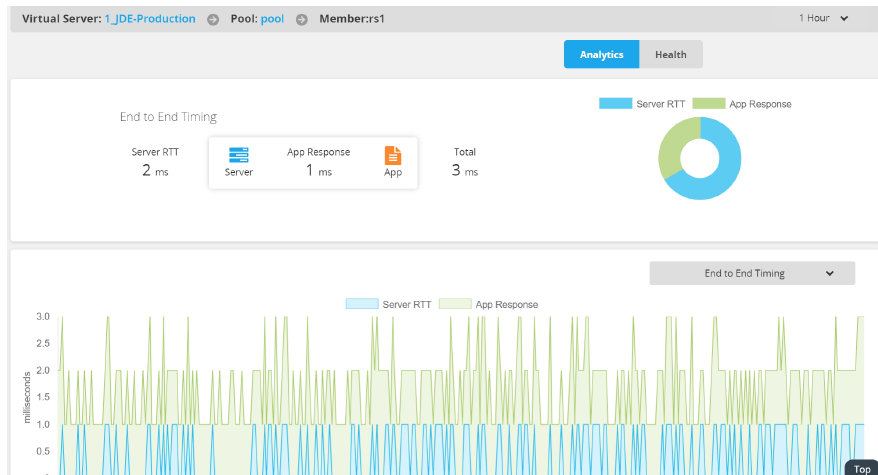 Virtual Server: 1_JDE-Production Pool: pool Member:rs1 1 Hour
Analytics Health
End to End Timing
Server RTT App Response
Server RTT App Response Total
2 ms 1 ms 3 ms
Server App
End to End Timing
Server RTT App Response
3.0
2.5
2.0
1.5
1.0
0.5
milliseconds
Top